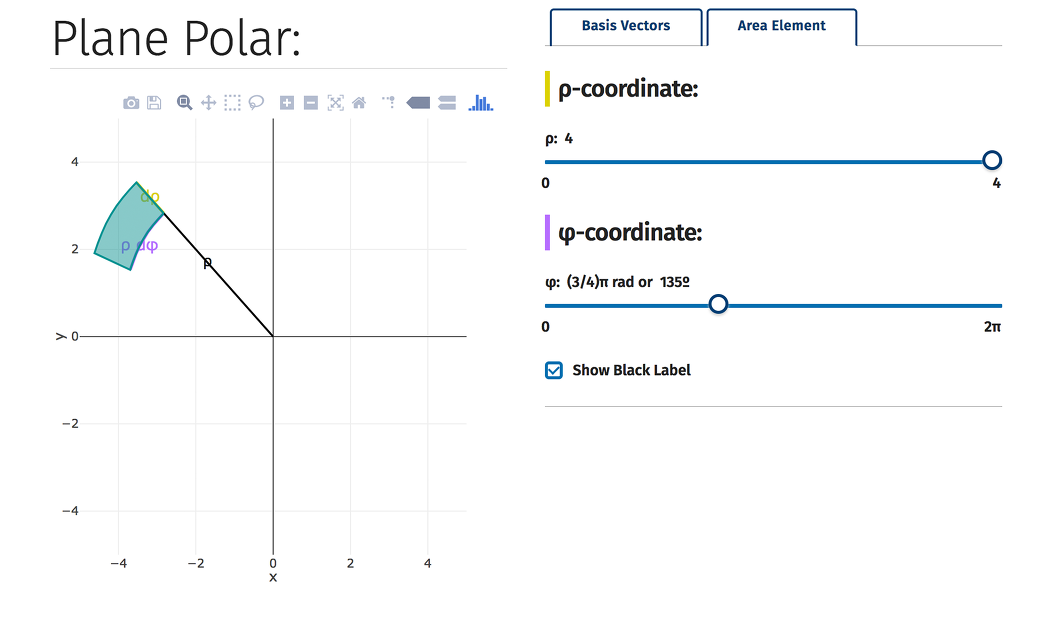 Plane Polar:
Basis Vectors
Area Element
ρ-coordinate:
ρ: 4
0
4
φ-coordinate:
φ: (3/4)π rad or 135º
0
2π
Show Black Label
4
2
0
−2
−4
y
dρ
ρ dφ
ρ
−4
−2
0
2
4
x